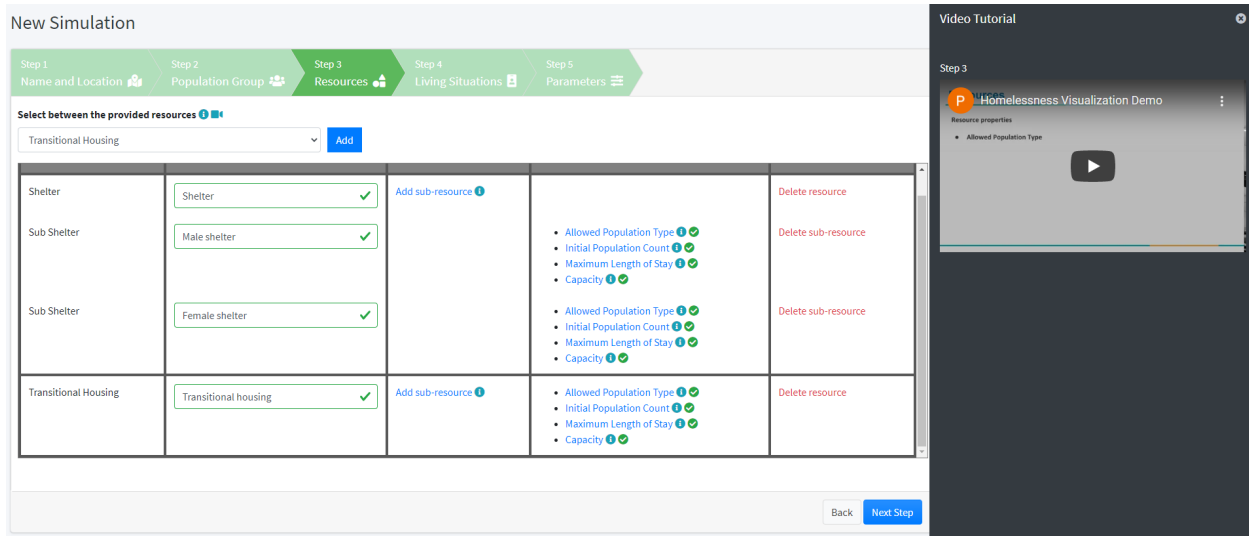 New Simulation
Step 1
Name and Location
Step 2
Population Group
Step 3
Resources
Step 4
Living Situations
Step 5
Parameters
Select between the provided resources
Transitional Housing
Add
Shelter
Shelter
Add sub-resource
Delete resource
Sub Shelter
Male shelter
Allowed Population Type
Initial Population Count
Maximum Length of Stay
Capacity
Delete sub-resource
Sub Shelter
Female shelter
Allowed Population Type
Initial Population Count
Maximum Length of Stay
Capacity
Delete sub-resource
Transitional Housing
Transitional housing
Add sub-resource
Allowed Population Type
Initial Population Count
Maximum Length of Stay
Capacity
Delete resource
Back
Next Step
Video Tutorial
Step 3
P
Homelessness Visualization Demo
Resource properties
Allowed Population Type